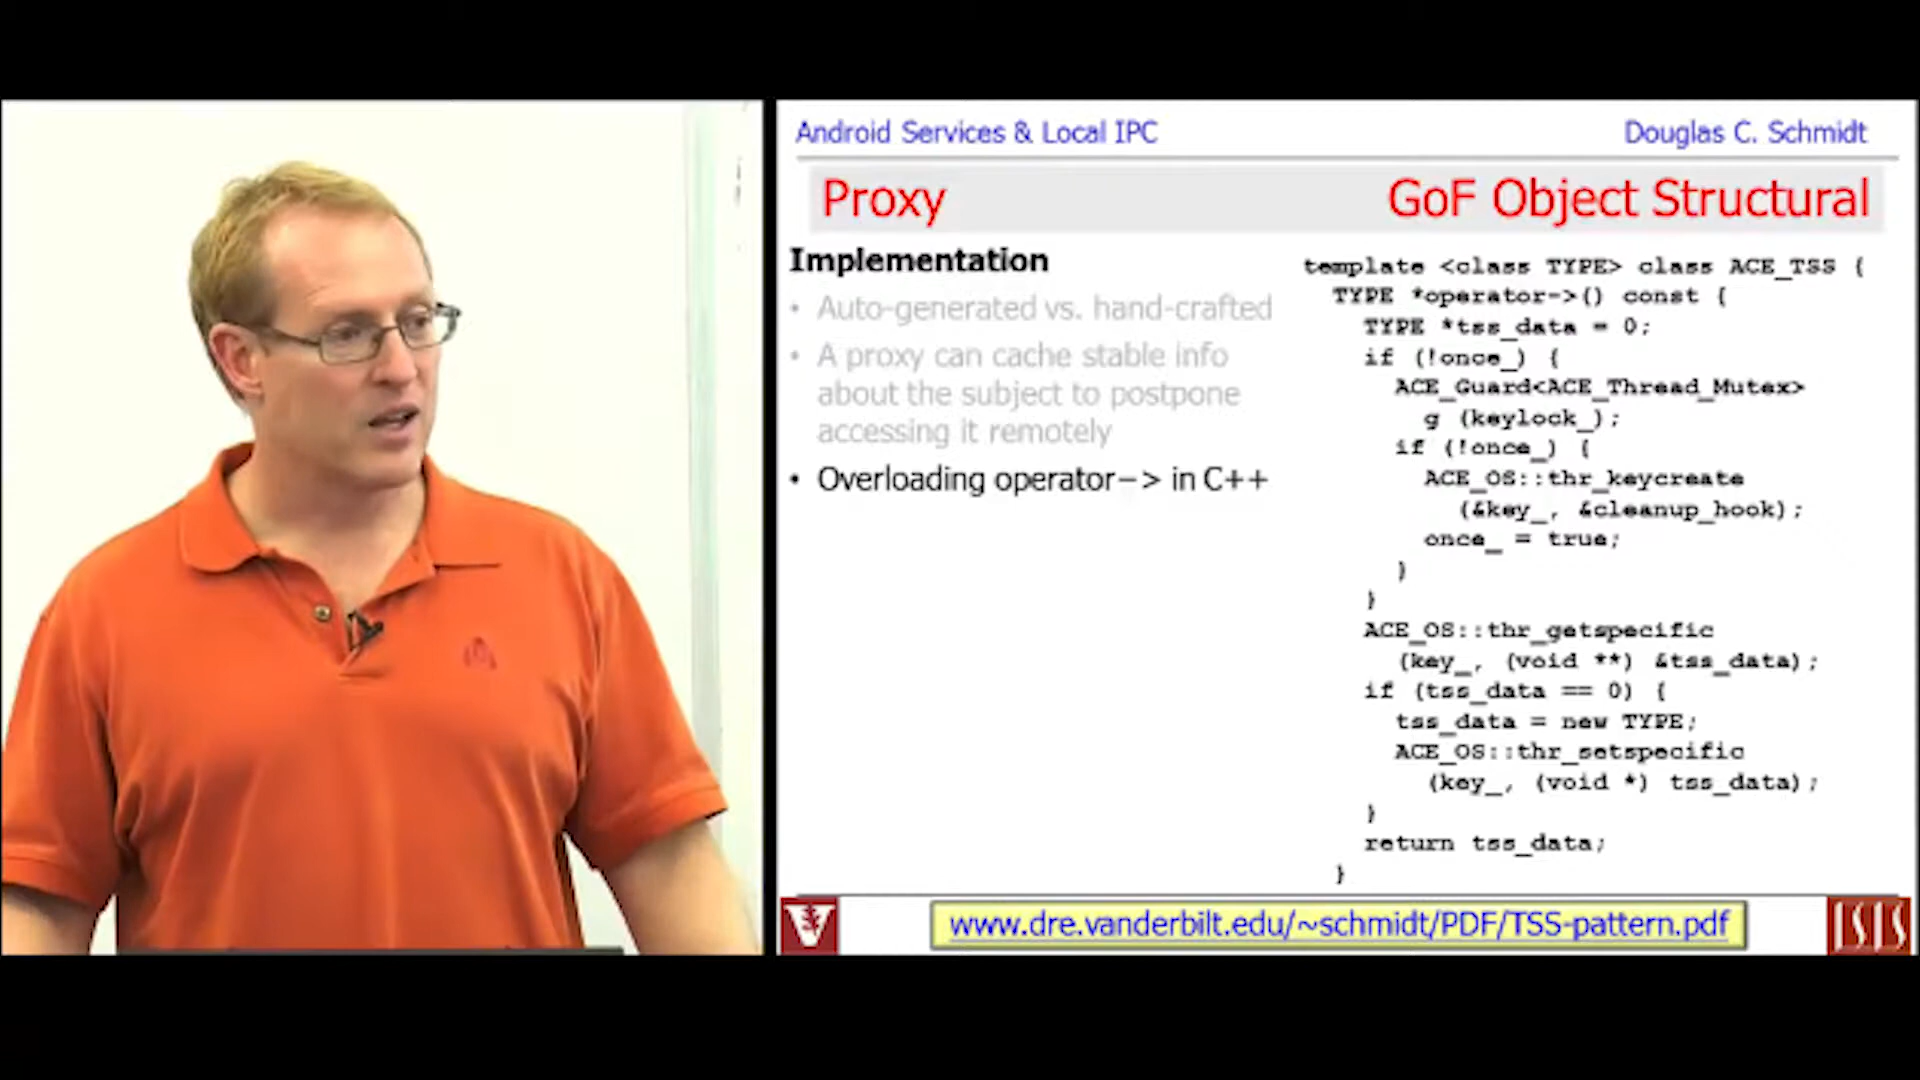 Android Services & Local IPC
Douglas C. Schmidt
Proxy
GoF Object Structural
Implementation
• Auto-generated vs. hand-crafted
• A proxy can cache stable info
about the subject to postpone
accessing it remotely
• Overloading operator–> in C++
template <class TYPE> class ACE_TSS {
TYPE *operator->() const {
TYPE *tss_data = 0;
if (!once_) {
ACE_Guard<ACE_Thread_Mutex>
g (keylock_);
if (!once_) {
ACE_OS::thr_keycreate
(&key_, &cleanup_hook);
once_ = true;
}
}
ACE_OS::thr_getspecific
(key_, (void **) &tss_data);
if (tss_data == 0) {
tss_data = new TYPE;
ACE_OS::thr_setspecific
(key_, (void *) tss_data);
}
return tss_data;
}
V
www.dre.vanderbilt.edu/~schmidt/PDF/TSS-pattern.pdf
ISIS